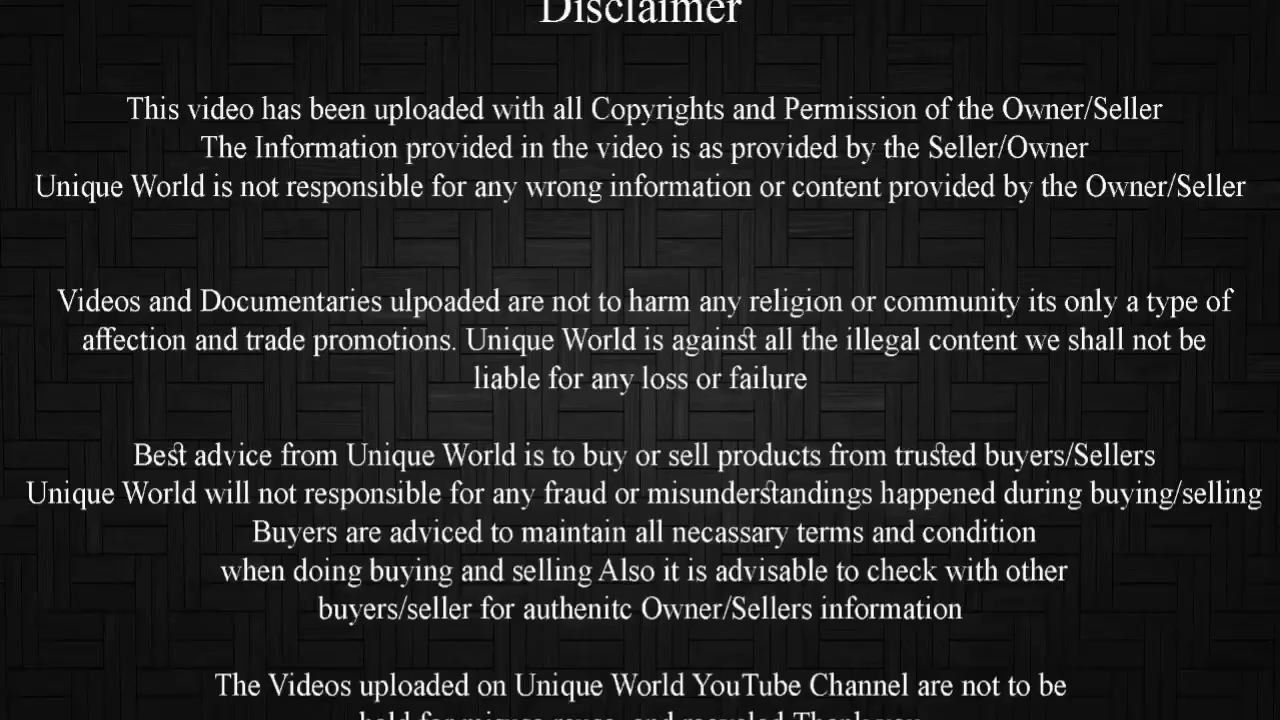 Disclaimer
This video has been uploaded with all Copyrights and Permission of the Owner/Seller
The Information provided in the video is as provided by the Seller/Owner
Unique World is not responsible for any wrong information or content provided by the Owner/Seller
Videos and Documentaries ulpoaded are not to harm any religion or community its only a type of
affection and trade promotions. Unique World is against all the illegal content we shall not be
liable for any loss or failure
Best advice from Unique World is to buy or sell products from trusted buyers/Sellers
Unique World will not responsible for any fraud or misunderstandings happened during buying/selling
Buyers are adviced to maintain all necassary terms and condition
when doing buying and selling Also it is advisable to check with other
buyers/seller for authenitc Owner/Sellers information
The Videos uploaded on Unique World YouTube Channel are not to be